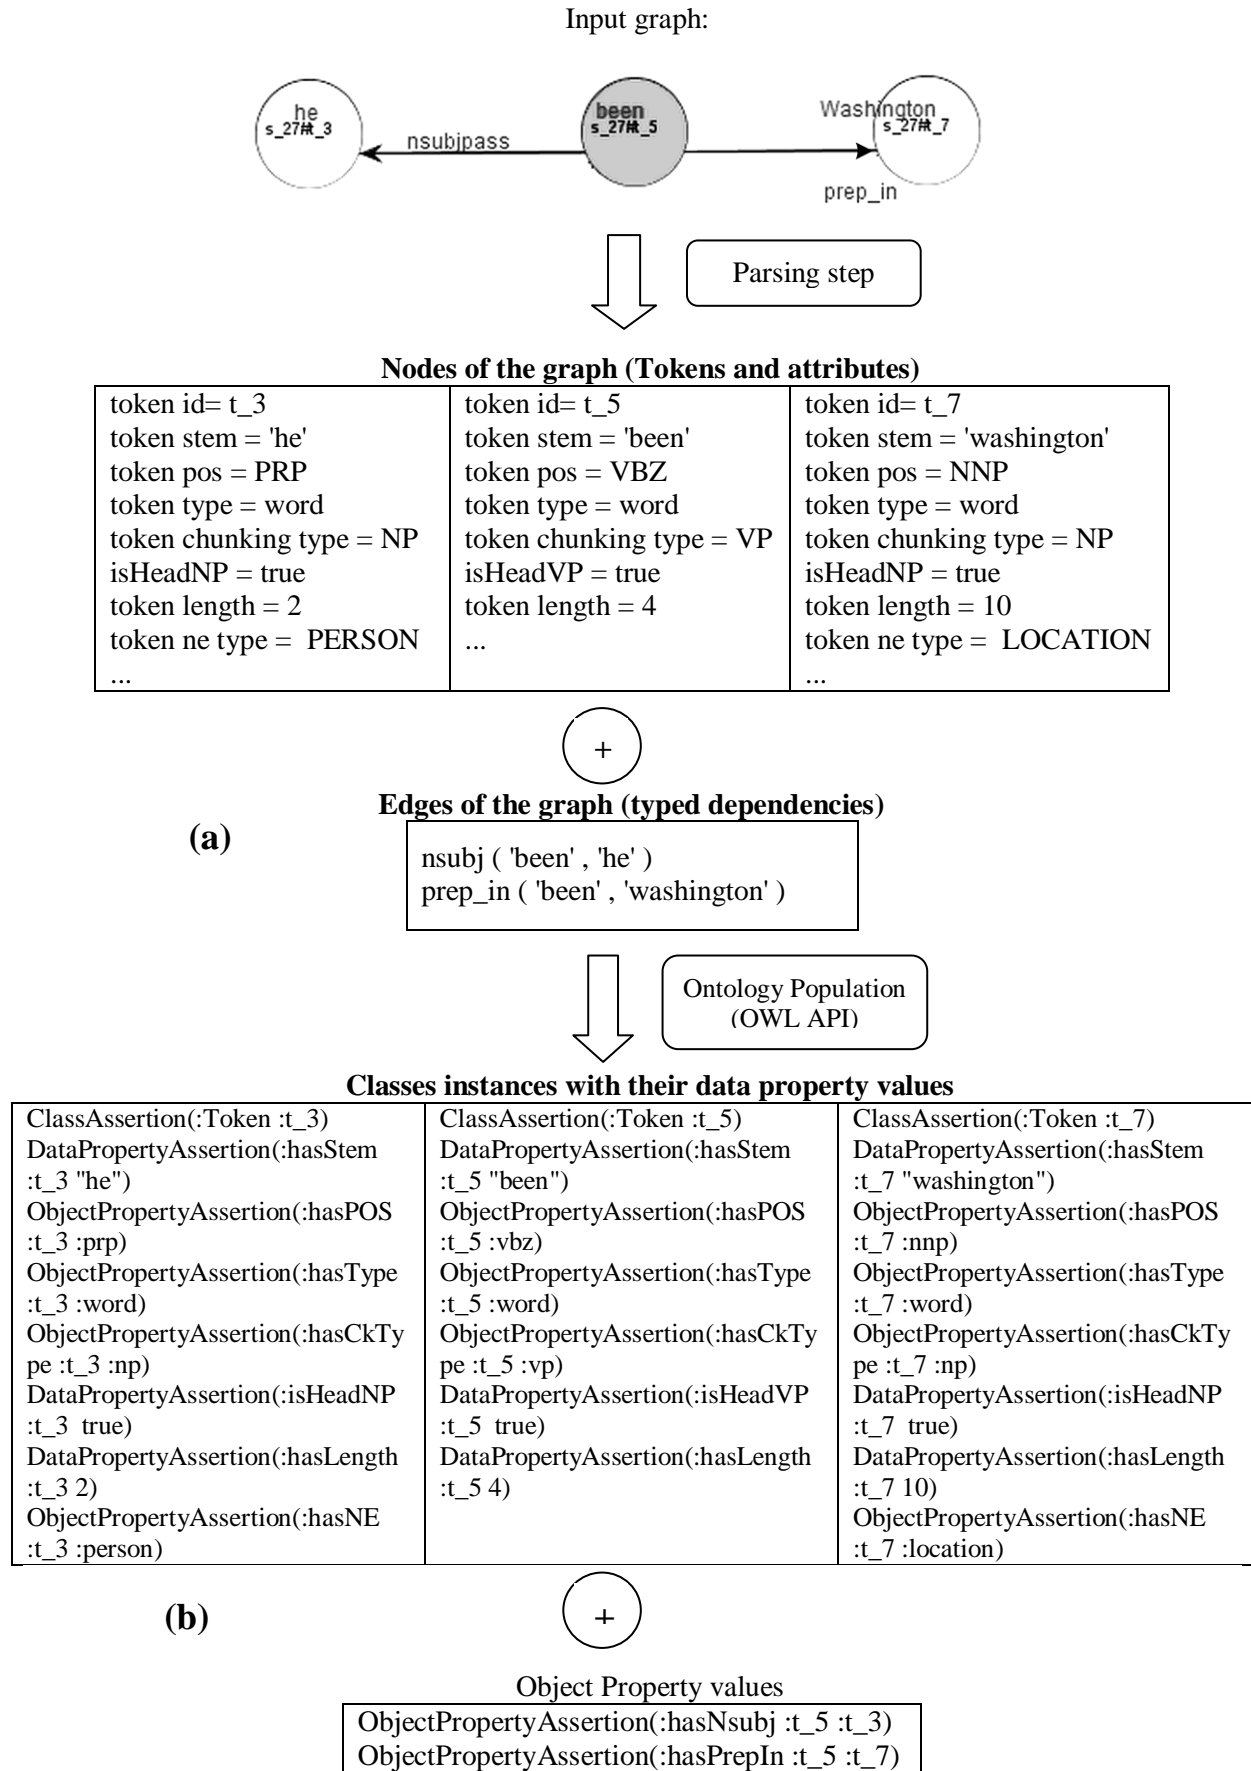 Input graph:
he
s_27#t_3
nsubjpass
been
s_27#t_5
Washington
s_27#t_7
prep_in
Parsing step
Nodes of the graph (Tokens and attributes)
token id= t_3
token stem = 'he'
token pos = PRP
token type = word
token chunking type = NP
isHeadNP = true
token length = 2
token ne type =  PERSON
...
token id= t_5
token stem = 'been'
token pos = VBZ
token type = word
token chunking type = VP
isHeadVP = true
token length = 4
...
token id= t_7
token stem = 'washington'
token pos = NNP
token type = word
token chunking type = NP
isHeadNP = true
token length = 10
token ne type =  LOCATION
...
+
Edges of the graph (typed dependencies)
(a)
nsubj ( 'been' , 'he' )
prep_in ( 'been' , 'washington' )
Ontology Population
(OWL API)
Classes instances with their data property values
ClassAssertion(:Token :t_3)
DataPropertyAssertion(:hasStem
:t_3 "he")
ObjectPropertyAssertion(:hasPOS
:t_3 :prp)
ObjectPropertyAssertion(:hasType
:t_3 :word)
ObjectPropertyAssertion(:hasCkTy
pe :t_3 :np)
DataPropertyAssertion(:isHeadNP
:t_3  true)
DataPropertyAssertion(:hasLength
:t_3 2)
ObjectPropertyAssertion(:hasNE
:t_3 :person)
ClassAssertion(:Token :t_5)
DataPropertyAssertion(:hasStem
:t_5 "been")
ObjectPropertyAssertion(:hasPOS
:t_5 :vbz)
ObjectPropertyAssertion(:hasType
:t_5 :word)
ObjectPropertyAssertion(:hasCkTy
pe :t_5 :vp)
DataPropertyAssertion(:isHeadVP
:t_5  true)
DataPropertyAssertion(:hasLength
:t_5 4)
ClassAssertion(:Token :t_7)
DataPropertyAssertion(:hasStem
:t_7 "washington")
ObjectPropertyAssertion(:hasPOS
:t_7 :nnp)
ObjectPropertyAssertion(:hasType
:t_7 :word)
ObjectPropertyAssertion(:hasCkTy
pe :t_7 :np)
DataPropertyAssertion(:isHeadNP
:t_7  true)
DataPropertyAssertion(:hasLength
:t_7 10)
ObjectPropertyAssertion(:hasNE
:t_7 :location)
(b)
+
Object Property values
ObjectPropertyAssertion(:hasNsubj :t_5 :t_3)
ObjectPropertyAssertion(:hasPrepIn :t_5 :t_7)